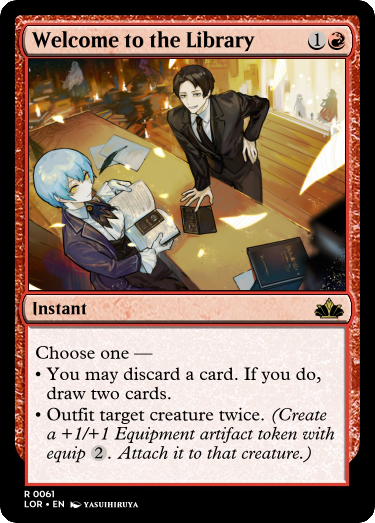 Welcome to the Library 1
Instant
Choose one —
• You may discard a card. If you do,
draw two cards.
• Outfit target creature twice. (Create
a +1/+1 Equipment artifact token with
equip 2. Attach it to that creature.)
R 0061
LOR • EN YASUIHIRUYA